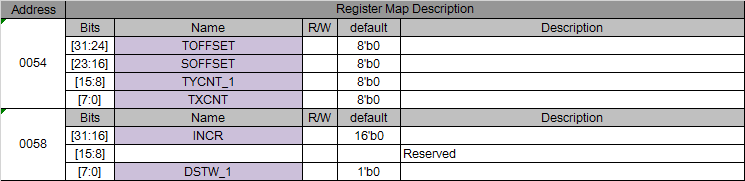 Address Register Map Description
Bits Name R/W default Description
0054
[31:24] TOFFSET 8'b0
[23:16] SOFFSET 8'b0
[15:8] TYCNT_1 8'b0
[7:0] TXCNT 8'b0
Bits Name R/W default Description
0058
[31:16] INCR 16'b0
[15:8] Reserved
[7:0] DSTW_1 1'b0